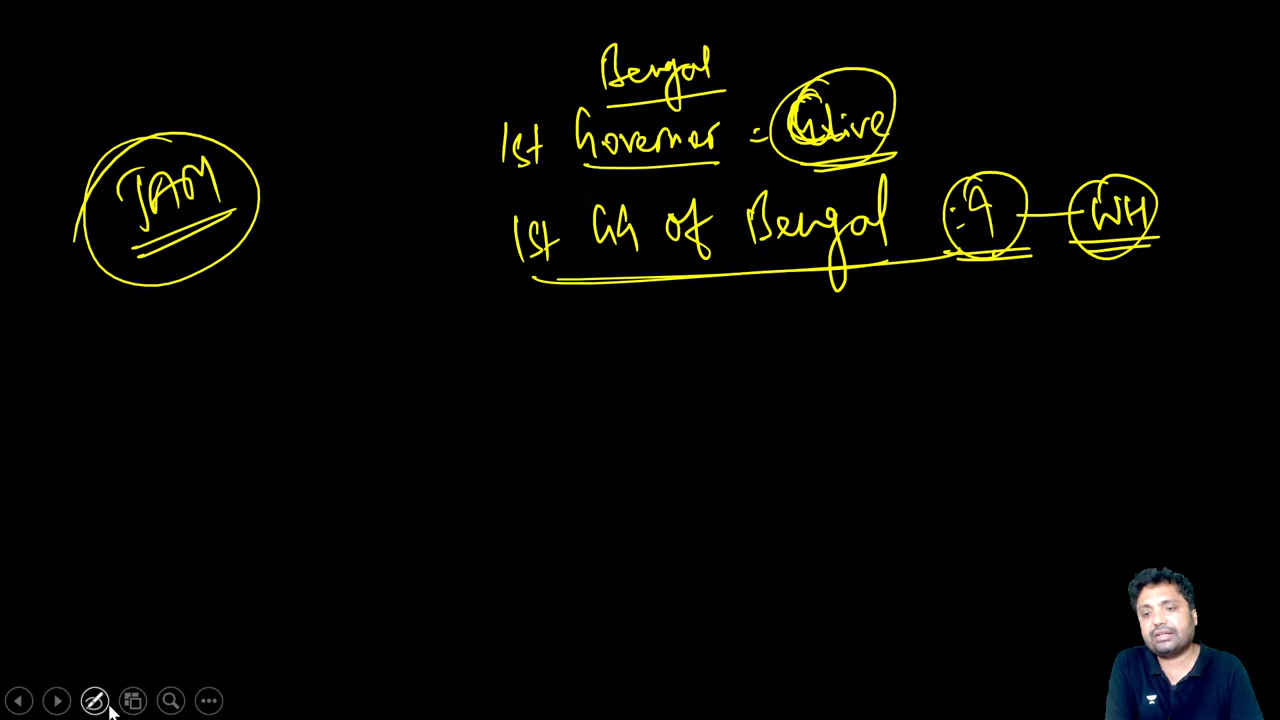 Bengal
1st Governor = Clive
1st GG of Bengal = ? WH
JAM